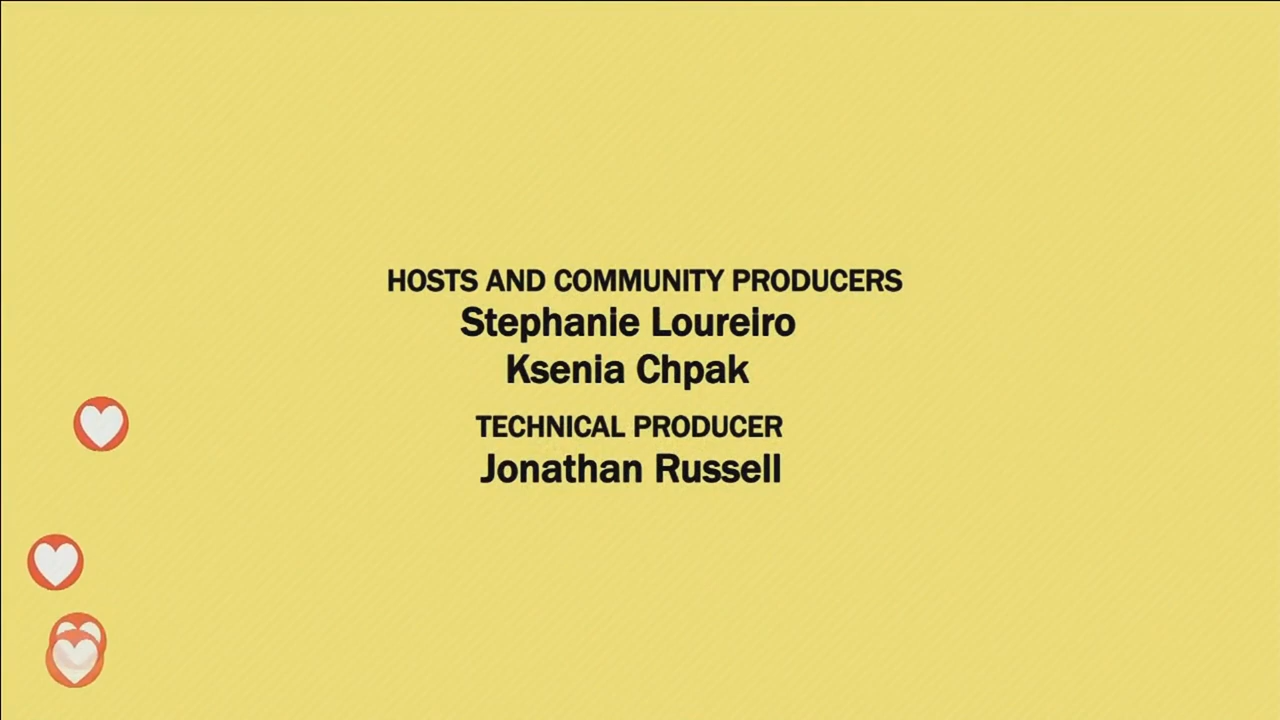 HOSTS AND COMMUNITY PRODUCERS
Stephanie Loureiro
Ksenia Chpak
TECHNICAL PRODUCER
Jonathan Russell